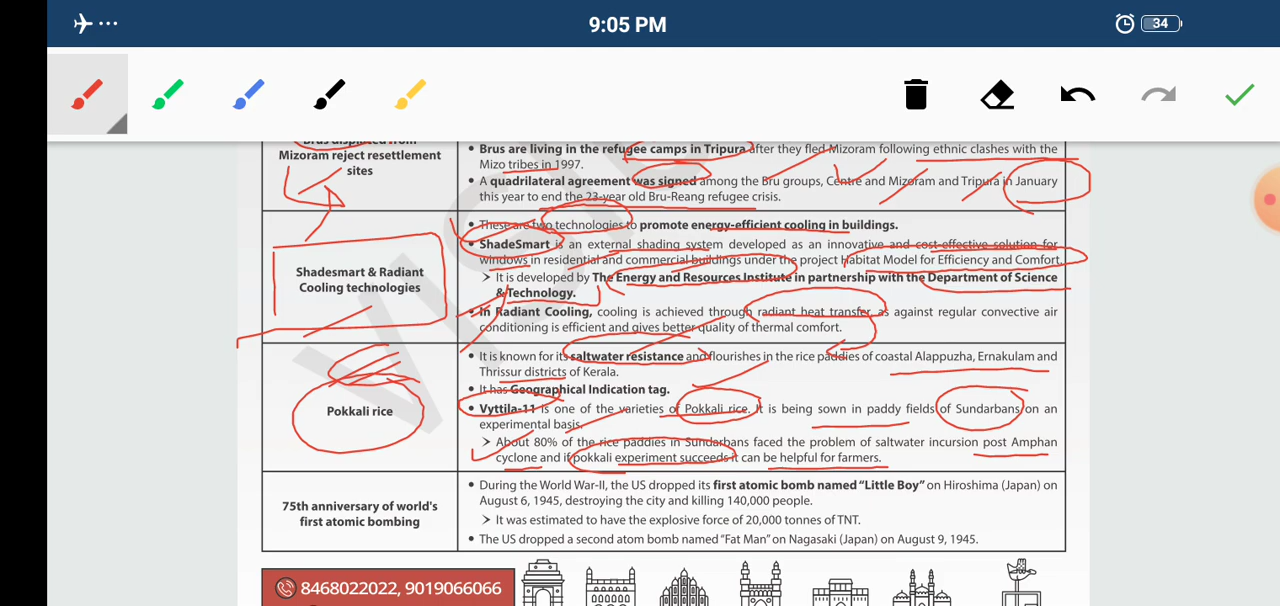 9:05 PM
34
Brus displaced from
Mizoram reject resettlement
sites
• Brus are living in the refugee camps in Tripura after they fled Mizoram following ethnic clashes with the
Mizo tribes in 1997.
• A quadrilateral agreement was signed among the Bru groups, Centre and Mizoram and Tripura in January
this year to end the 23-year old Bru-Reang refugee crisis.
Shadesmart & Radiant
Cooling technologies
• These are two technologies to promote energy-efficient cooling in buildings.
• ShadeSmart is an external shading system developed as an innovative and cost-effective solution for
windows in residential and commercial buildings under the project Habitat Model for Efficiency and Comfort.
➢ It is developed by The Energy and Resources Institute in partnership with the Department of Science
& Technology.
• In Radiant Cooling, cooling is achieved through radiant heat transfer, as against regular convective air
conditioning is efficient and gives better quality of thermal comfort.
Pokkali rice
• It is known for its saltwater resistance and flourishes in the rice paddies of coastal Alappuzha, Ernakulam and
Thrissur districts of Kerala.
• It has Geographical Indication tag.
• Vyttila-11 is one of the varieties of Pokkali rice. It is being sown in paddy fields of Sundarbans on an
experimental basis.
➢ About 80% of the rice paddies in Sundarbans faced the problem of saltwater incursion post Amphan
cyclone and if pokkali experiment succeeds it can be helpful for farmers.
75th anniversary of world's
first atomic bombing
• During the World War-II, the US dropped its first atomic bomb named “Little Boy” on Hiroshima (Japan) on
August 6, 1945, destroying the city and killing 140,000 people.
➢ It was estimated to have the explosive force of 20,000 tonnes of TNT.
• The US dropped a second atom bomb named “Fat Man” on Nagasaki (Japan) on August 9, 1945.
8468022022, 9019066066